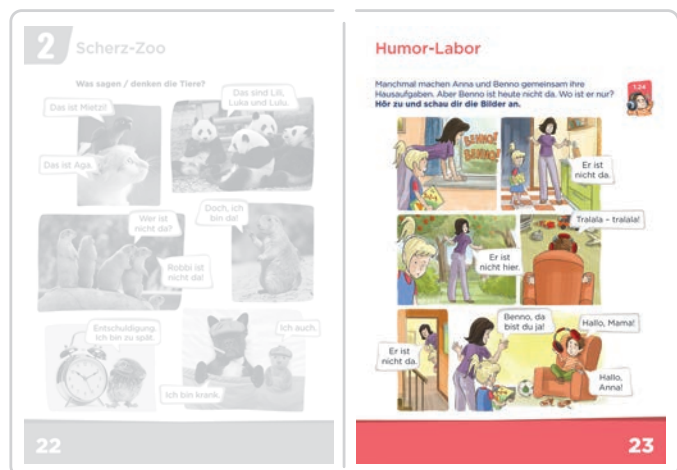 2
Scherz-Zoo
Was sagen / denken die Tiere?
Das ist Mietzi!
Das ist Aga.
Das sind Lili,
Luka und Lulu.
Wer ist
nicht da?
Robbi ist
nicht da!
Doch, ich
bin da!
Entschuldigung.
Ich bin zu spät.
Ich auch.
Ich bin krank.
22
Humor-Labor
Manchmal machen Anna und Benno gemeinsam ihre
Hausaufgaben. Aber Benno ist heute nicht da. Wo ist er nur?
Hör zu und schau dir die Bilder an.
1.24
BENNO!
BENNO!
Er ist
nicht da.
Er ist
nicht hier.
Tralala – tralala!
Er ist
nicht da.
Benno, da
bist du ja!
Hallo, Mama!
Hallo,
Anna!
23